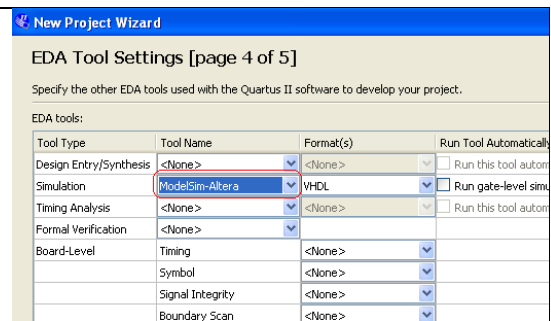 New Project Wizard
EDA Tool Settings [page 4 of 5]
Specify the other EDA tools used with the Quartus II software to develop your project.
EDA tools:
Tool Type Tool Name Format(s) Run Tool Automatically
Design Entry/Synthesis <None> <None> Run this tool autom
Simulation ModelSim-Altera VHDL Run gate-level simu
Timing Analysis <None> <None> Run this tool autom
Formal Verification <None>
Board-Level Timing <None>
Symbol <None>
Signal Integrity <None>
Boundary Scan <None>